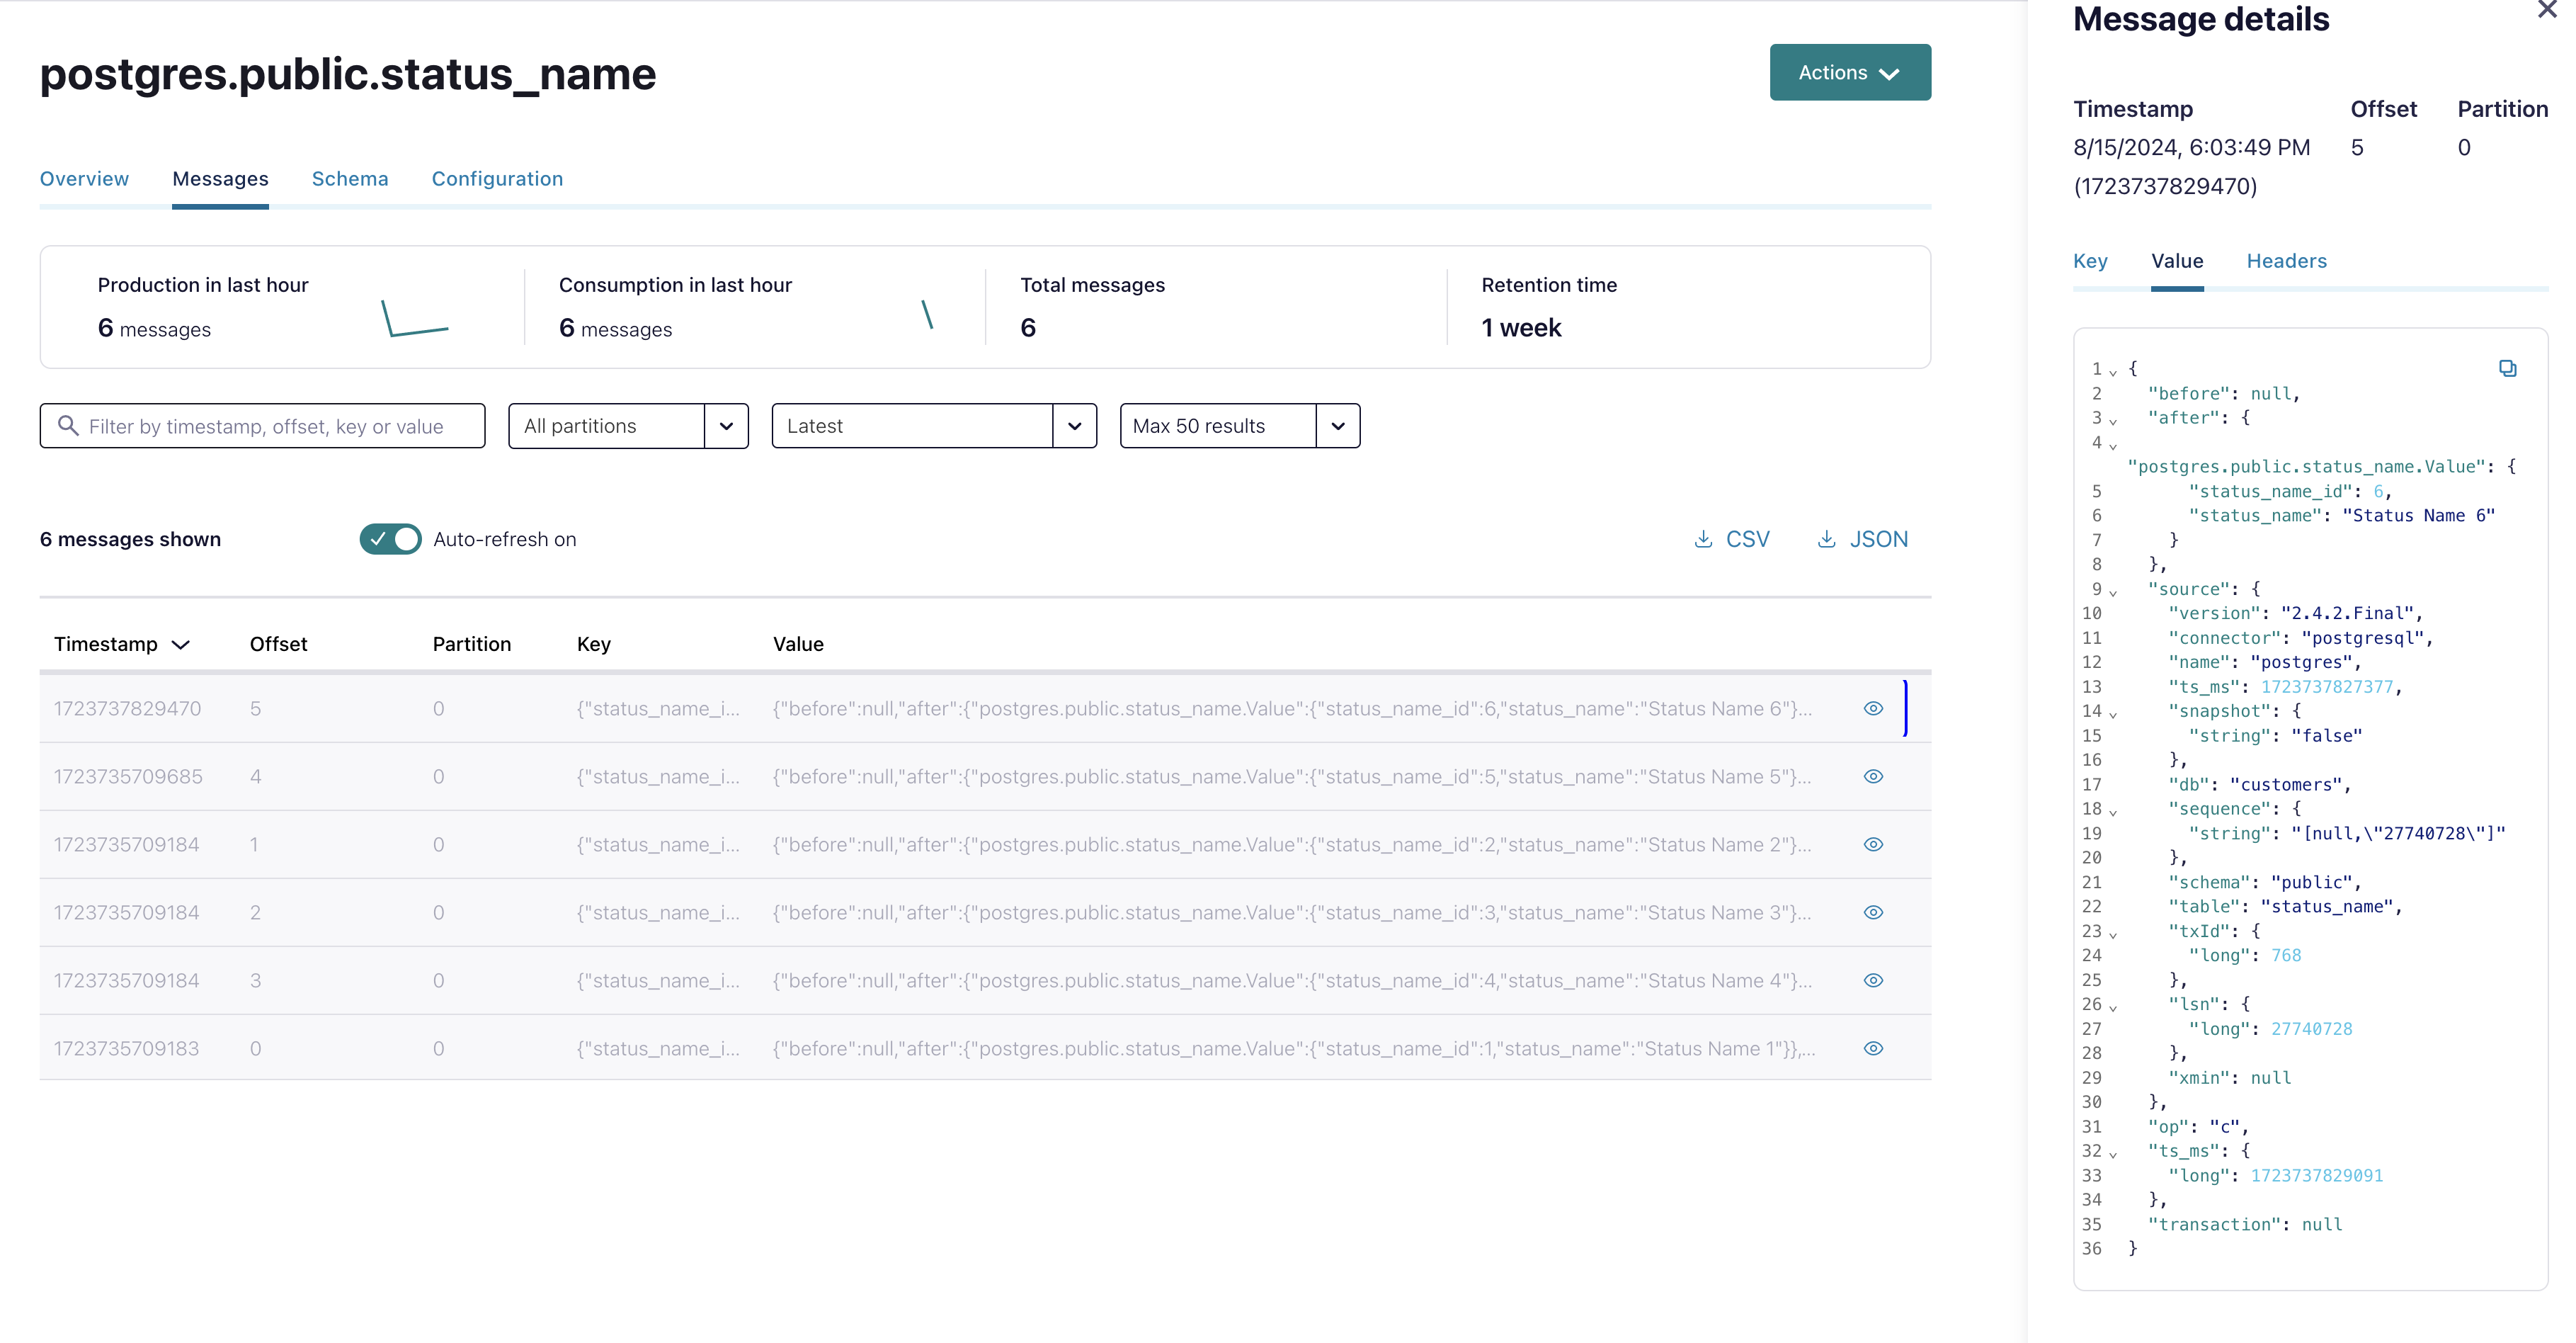 postgres.public.status_name
Actions
Overview Messages Schema Configuration
Production in last hour
6 messages
Consumption in last hour
6 messages
Total messages
6
Retention time
1 week
Filter by timestamp, offset, key or value
All partitions
Latest
Max 50 results
6 messages shown
Auto-refresh on
CSV
JSON
Timestamp Offset Partition Key Value
1723737829470 5 0 {"status_name_i... {"before":null,"after":{"postgres.public.status_name.Value":{"status_name_id":6,"status_name":"Status Name 6"}...
1723735709685 4 0 {"status_name_i... {"before":null,"after":{"postgres.public.status_name.Value":{"status_name_id":5,"status_name":"Status Name 5"}...
1723735709184 1 0 {"status_name_i... {"before":null,"after":{"postgres.public.status_name.Value":{"status_name_id":2,"status_name":"Status Name 2"}...
1723735709184 2 0 {"status_name_i... {"before":null,"after":{"postgres.public.status_name.Value":{"status_name_id":3,"status_name":"Status Name 3"}...
1723735709184 3 0 {"status_name_i... {"before":null,"after":{"postgres.public.status_name.Value":{"status_name_id":4,"status_name":"Status Name 4"}...
1723735709183 0 0 {"status_name_i... {"before":null,"after":{"postgres.public.status_name.Value":{"status_name_id":1,"status_name":"Status Name 1"}},...
Message details
Timestamp Offset Partition
8/15/2024, 6:03:49 PM 5 0
(1723737829470)
Key Value Headers
1 {
2 "before": null,
3 "after": {
4
"postgres.public.status_name.Value": {
5 "status_name_id": 6,
6 "status_name": "Status Name 6"
7 }
8 },
9 "source": {
10 "version": "2.4.2.Final",
11 "connector": "postgresql",
12 "name": "postgres",
13 "ts_ms": 1723737827377,
14 "snapshot": {
15 "string": "false"
16 },
17 "db": "customers",
18 "sequence": {
19 "string": "[null,\"27740728\"]"
20 },
21 "schema": "public",
22 "table": "status_name",
23 "txId": {
24 "long": 768
25 },
26 "lsn": {
27 "long": 27740728
28 },
29 "xmin": null
30 },
31 "op": "c",
32 "ts_ms": {
33 "long": 1723737829091
34 },
35 "transaction": null
36 }